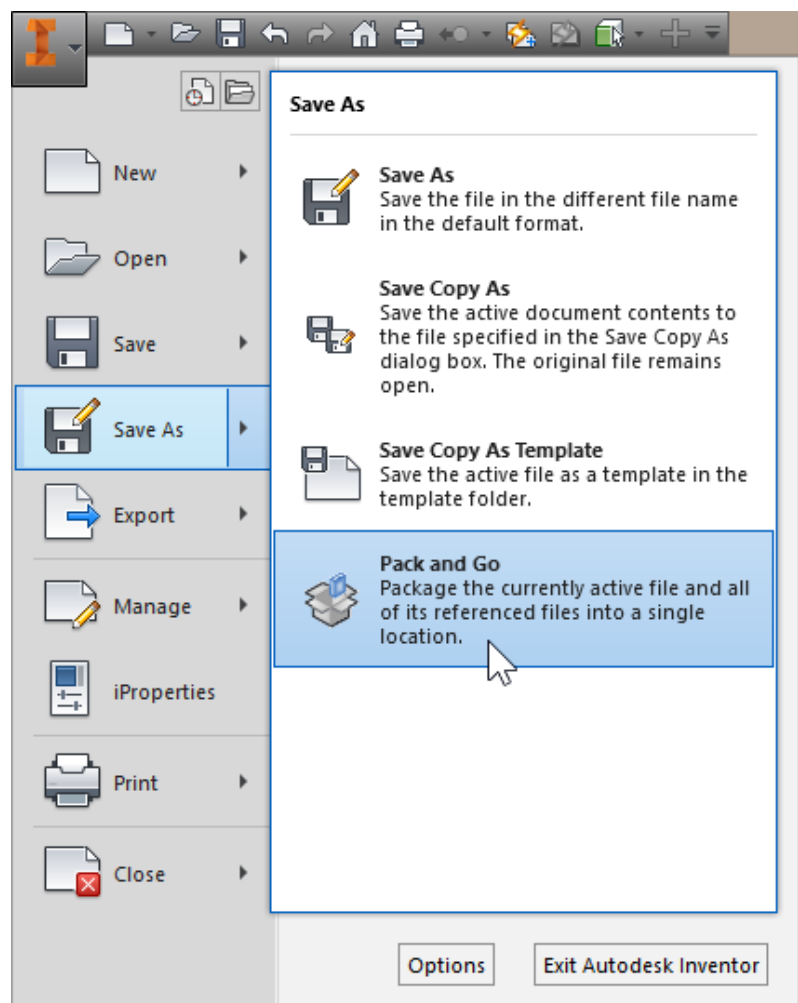 New
Open
Save
Save As
Export
Manage
iProperties
Print
Close
Save As
Save As
Save the file in the different file name
in the default format.
Save Copy As
Save the active document contents to
the file specified in the Save Copy As
dialog box. The original file remains
open.
Save Copy As Template
Save the active file as a template in the
template folder.
Pack and Go
Package the currently active file and all
of its referenced files into a single
location.
Options
Exit Autodesk Inventor